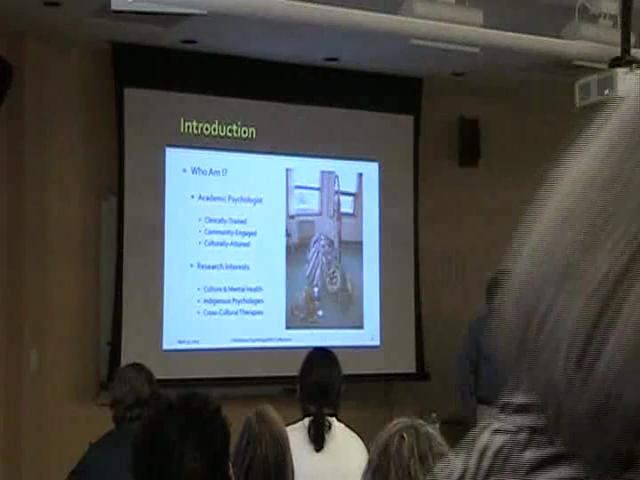 Introduction
Who Am I?
Academic Psychologist
Clinically-Trained
Community-Engaged
Culturally-Attuned
Research Interests
Culture & Mental Health
Indigenous Psychologies
Cross-Cultural Therapies